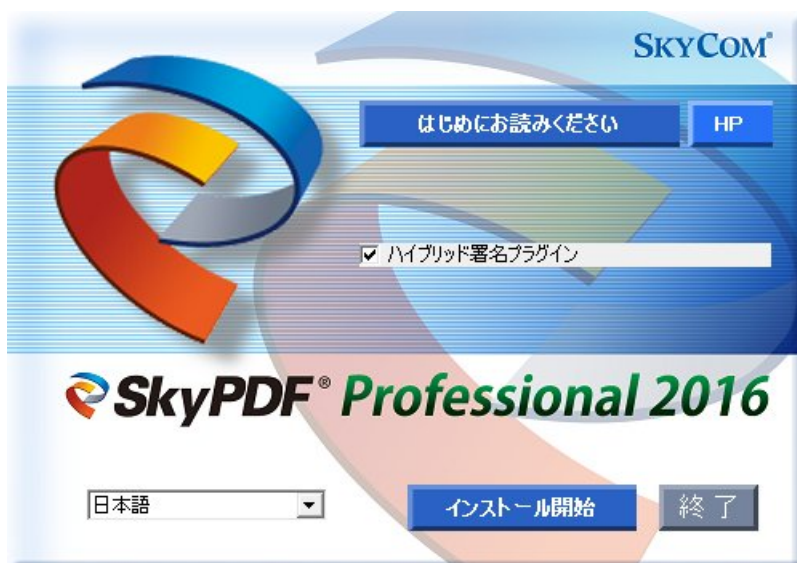 SKYCOM®
はじめにお読みください
HP
ハイブリッド署名プラグイン
SkyPDF® Professional 2016
日本語
インストール開始
終了